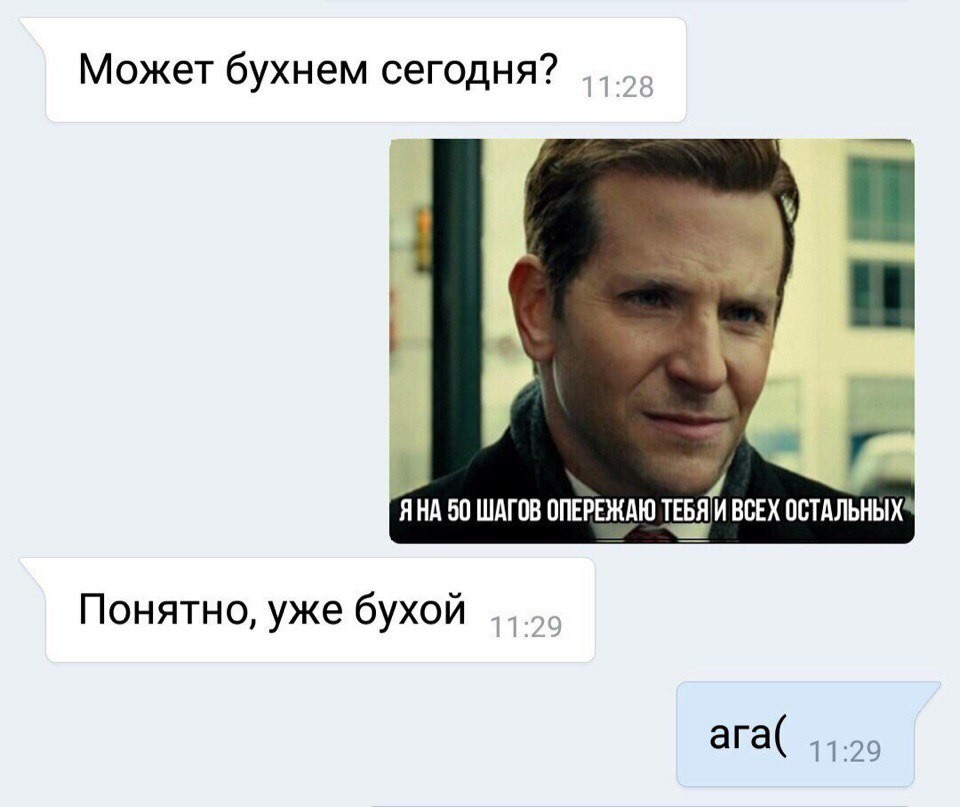 Может бухнем сегодня? 11:28
Я НА 50 ШАГОВ ОПЕРЕЖАЮ ТЕБЯ И ВСЕХ ОСТАЛЬНЫХ
Понятно, уже бухой 11:29
ага( 11:29